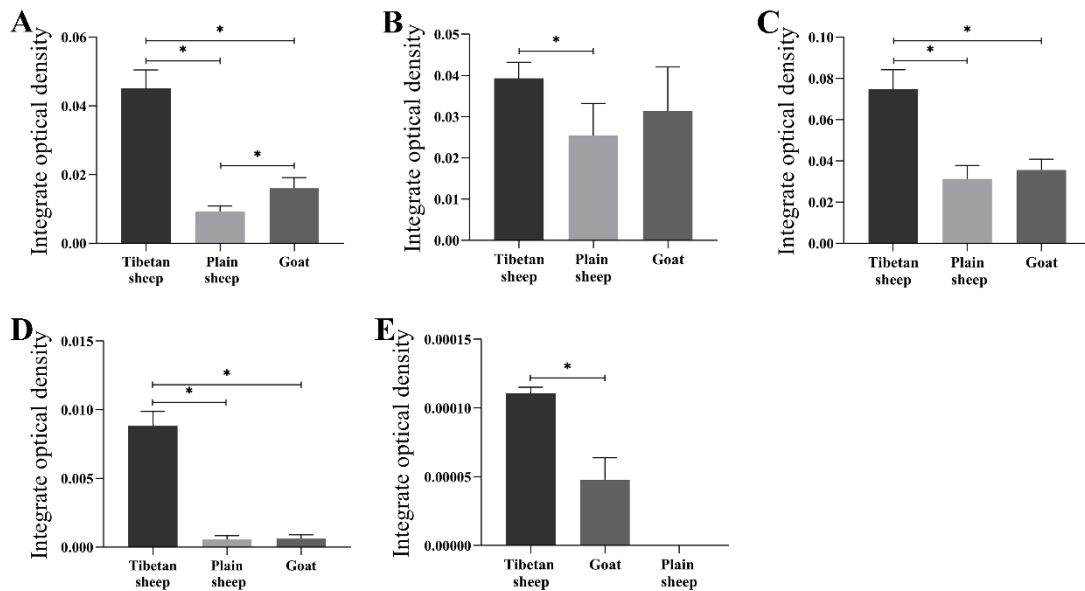 A
Integrate optical density
0.06
0.04
0.02
0.00
*
*
*
Tibetan
sheep
Plain
sheep
Goat
B
Integrate optical density
0.05
0.04
0.03
0.02
0.01
0.00
*
Tibetan
sheep
Plain
sheep
Goat
C
Integrate optical density
0.10
0.08
0.06
0.04
0.02
0.00
*
*
Tibetan
sheep
Plain
sheep
Goat
D
Integrate optical density
0.015
0.010
0.005
0.000
*
*
Tibetan
sheep
Plain
sheep
Goat
E
Integrate optical density
0.00015
0.00010
0.00005
0.00000
*
Tibetan
sheep
Goat
Plain
sheep